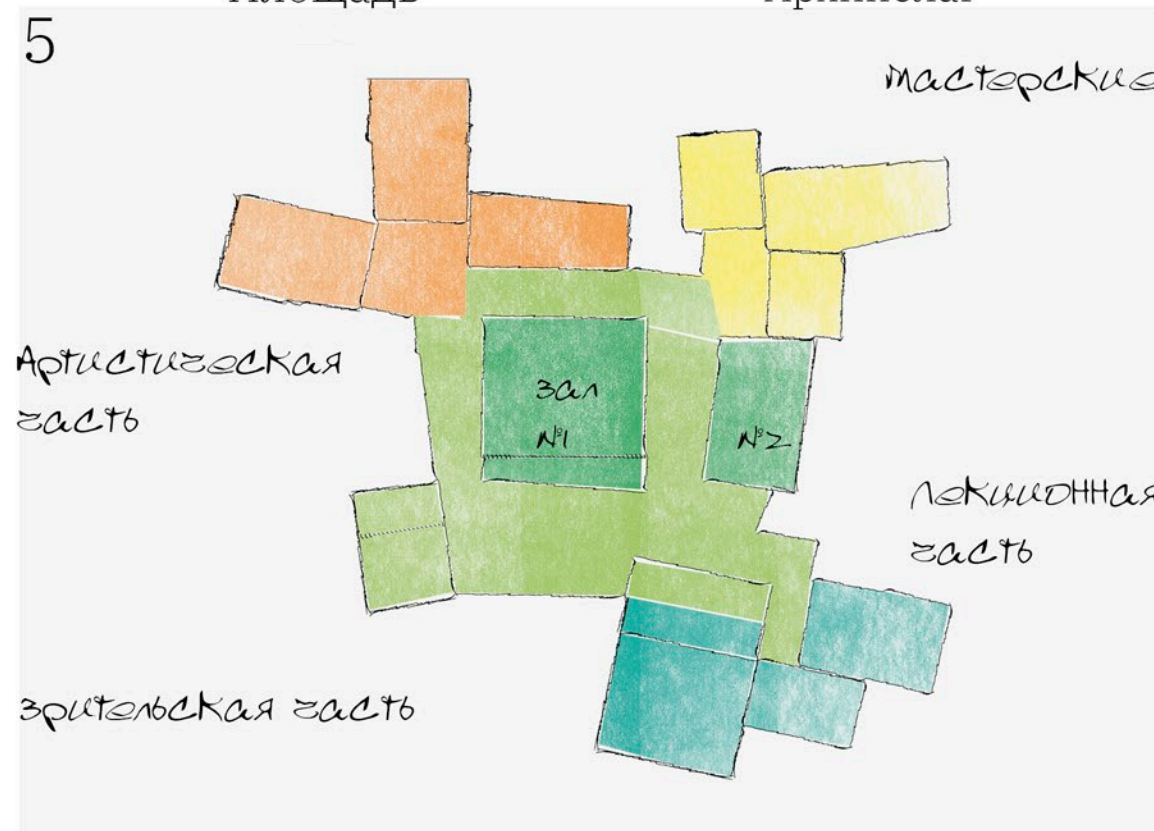 5
мастерские
Артистическая
часть
зал
№1
№2
лекционная
часть
зрительская часть